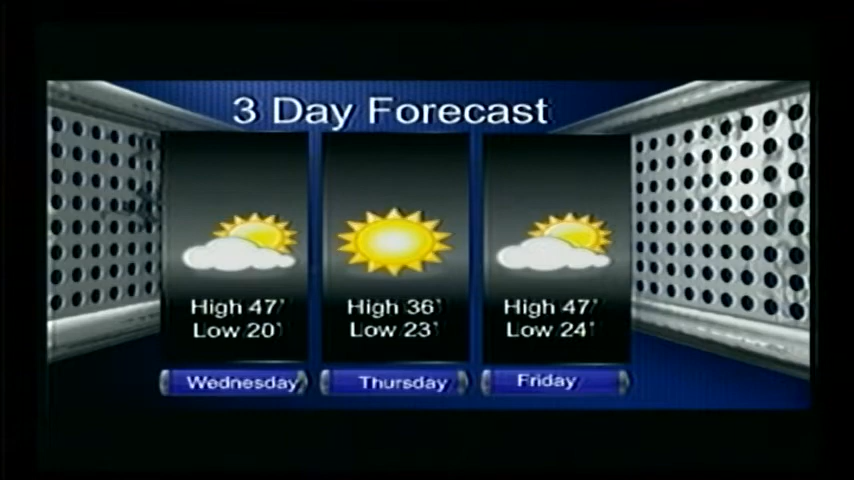 3 Day Forecast
High 47°
Low 20°
Wednesday
High 36°
Low 23°
Thursday
High 47°
Low 24°
Friday